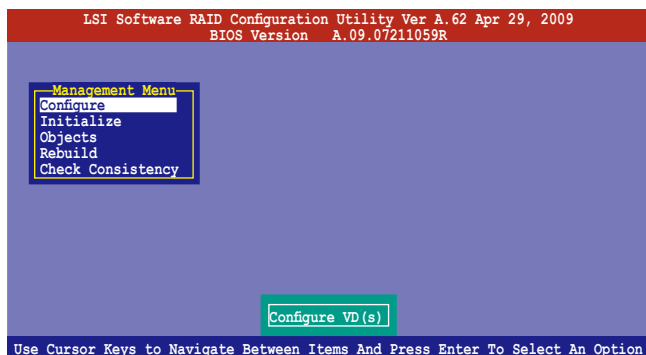 LSI Software RAID Configuration Utility Ver A.62 Apr 29, 2009
BIOS Version A.09.07211059R
Management Menu
Configure
Initialize
Objects
Rebuild
Check Consistency
Configure VD(s)
Use Cursor Keys to Navigate Between Items And Press Enter To Select An Option